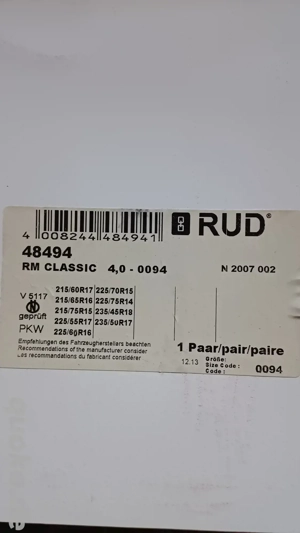 RUD®
4 008244 484941
48494
RM CLASSIC 4,0 - 0094 N 2007 002
V 5117
N
geprüft
PKW
215/60R17 225/70R15
215/65R16 225/75R14
215/75R15 235/45R18
225/55R17 235/50R17
225/60R16
Empfehlungen des Fahrzeugherstellers beachten
Recommendations of the manufacturer consider
Les recommendations du fabricant considér
1 Paar/pair/paire
12.13
Größe:
Size Code :
Code :
0094